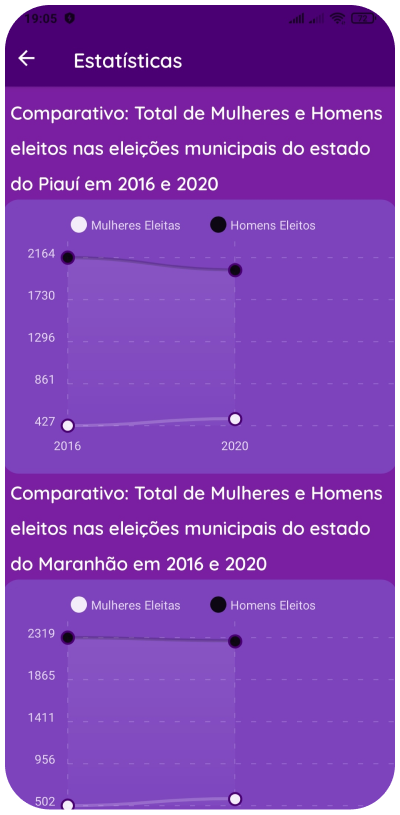 19:05
Estatísticas
Comparativo: Total de Mulheres e Homens
eleitos nas eleições municipais do estado
do Piauí em 2016 e 2020
Mulheres Eleitas Homens Eleitos
2164
1730
1296
861
427
2016 2020
Comparativo: Total de Mulheres e Homens
eleitos nas eleições municipais do estado
do Maranhão em 2016 e 2020
Mulheres Eleitas Homens Eleitos
2319
1865
1411
956
502